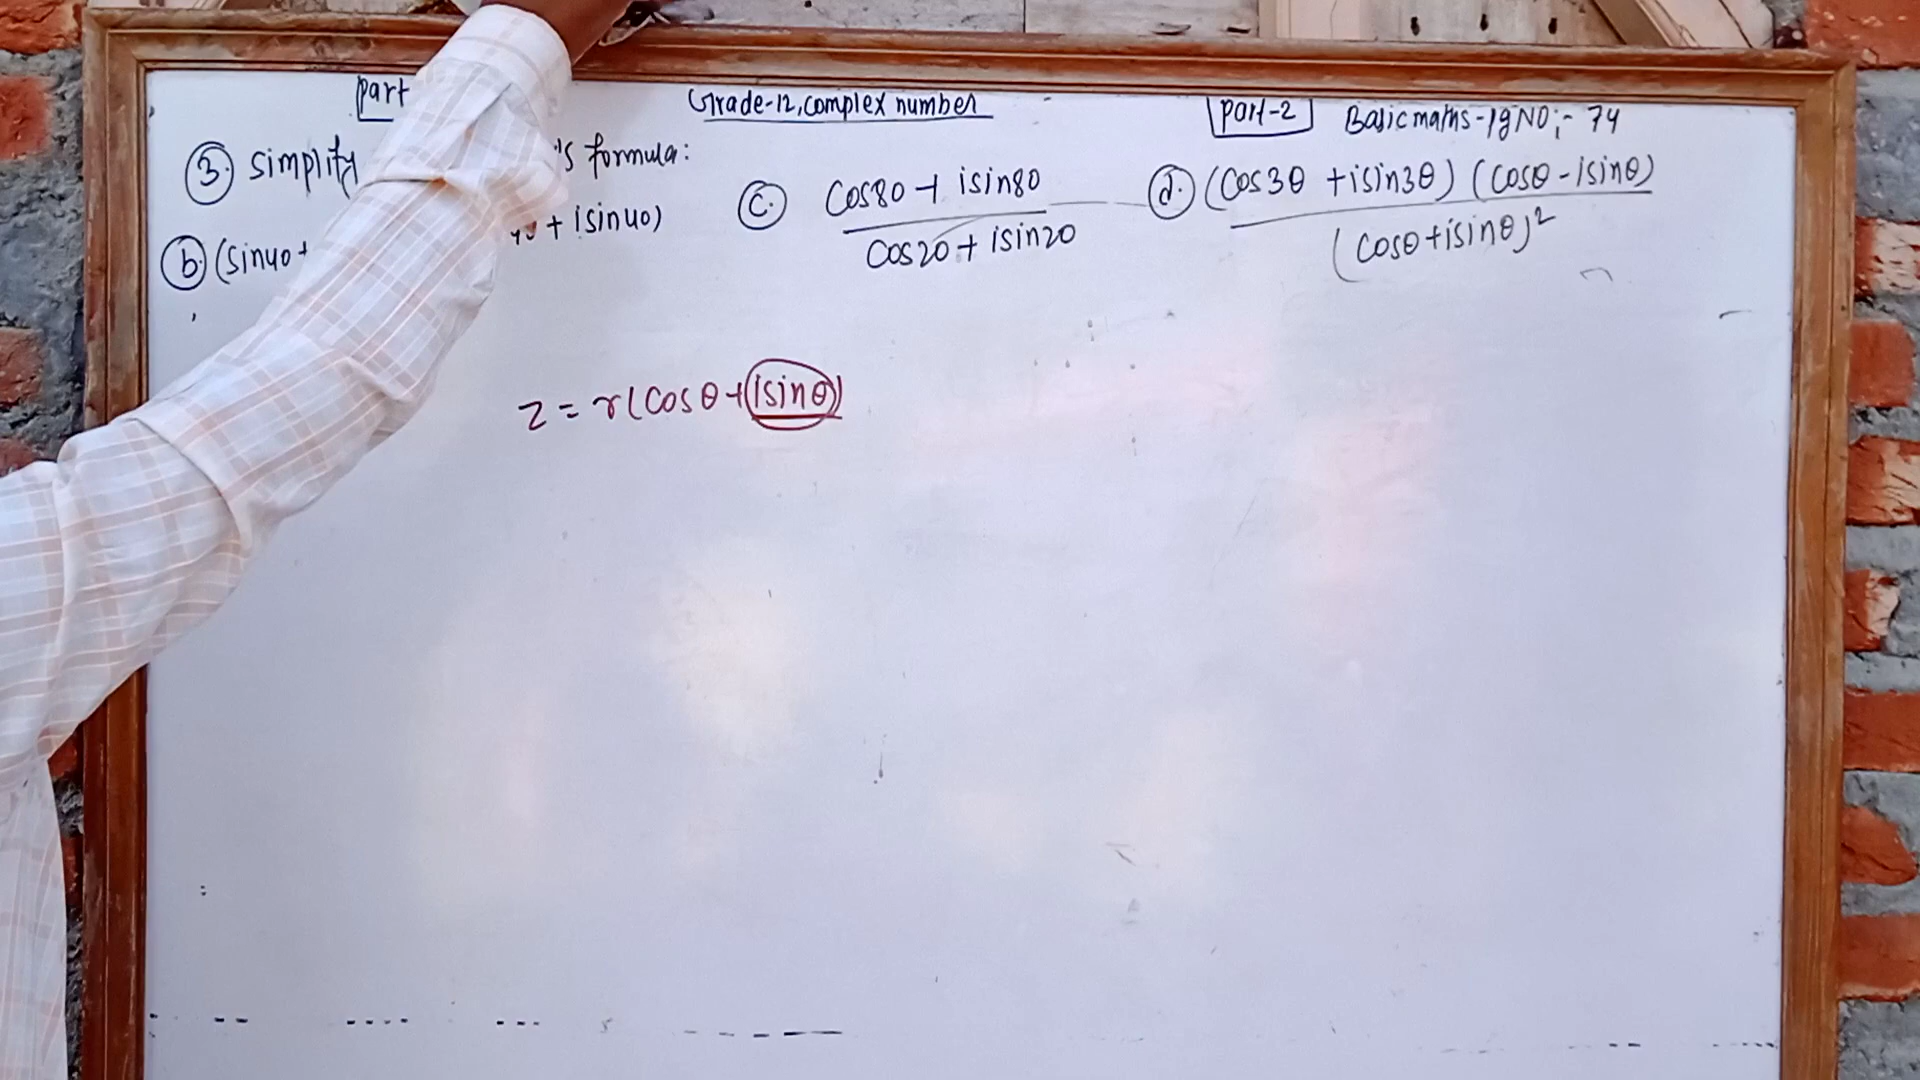 part
Grade-12, complex number
part-2
Basic maths - pg NO :- 74
③. simplify 's formula:
ⓑ (sin40 + + isin40)
ⓒ cos80 + isin80
cos20 + isin20
ⓓ (cos3θ + isin3θ) (cosθ - isinθ)
(cosθ + isinθ)²
z = r(cosθ + isinθ)